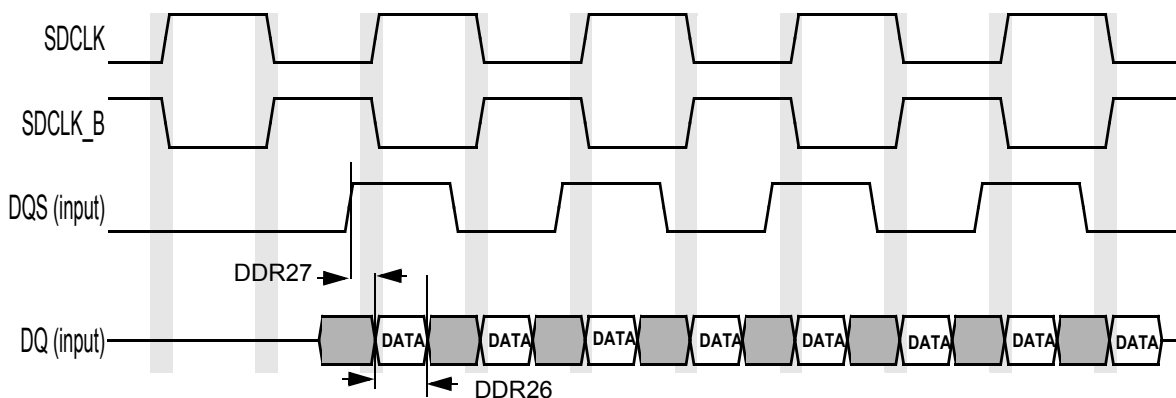 SDCLK
SDCLK_B
DQS (input)
DDR27
DQ (input)
DATA DATA DATA DATA DATA DATA DATA DATA
DDR26